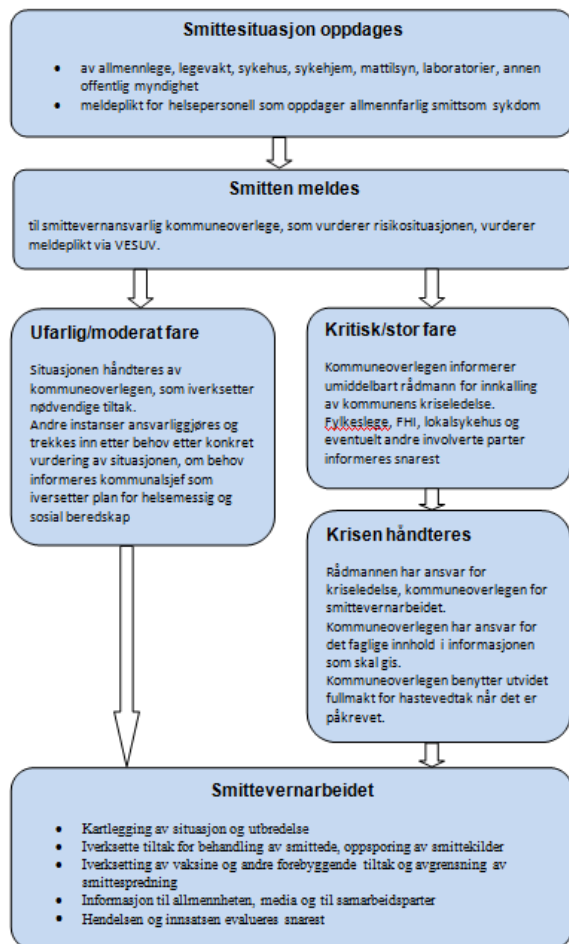 Smittesituasjon oppdages
• av allmennlege, legevakt, sykehus, sykehjem, mattilsyn, laboratorier, annen
offentlig myndighet
• meldeplikt for helsepersonell som oppdager allmennfarlig smittsom sykdom
Smitten meldes
til smittevernansvarlig kommuneoverlege, som vurderer risikosituasjonen, vurderer
meldeplikt via VESUV.
Ufarlig/moderat fare
Situasjonen håndteres av
kommuneoverlegen, som iverksetter
nødvendige tiltak.
Andre instanser ansvarliggjøres og
trekkes inn etter behov etter konkret
vurdering av situasjonen, om behov
informeres kommunalsjef som
iversetter plan for helsemessig og
sosial beredskap
Kritisk/stor fare
Kommuneoverlegen informerer
umiddelbart rådmann for innkalling
av kommunens kriseledelse.
Fylkeslege, FHI, lokalsykehus og
eventuelt andre involverte parter
informeres snarest
Krisen håndteres
Rådmannen har ansvar for
kriseledelse, kommuneoverlegen for
smittevernarbeidet.
Kommuneoverlegen har ansvar for
det faglige innhold i informasjonen
som skal gis.
Kommuneoverlegen benytter utvidet
fullmakt for hastevedtak når det er
påkrevet.
Smittevernarbeidet
• Kartlegging av situasjon og utbredelse
• Iverksette tiltak for behandling av smittede, oppsporing av smittekilder
• Iverksetting av vaksine og andre forebyggende tiltak og avgrensning av
smittespredning
• Informasjon til allmennheten, media og til samarbeidsparter
• Hendelsen og innsatsen evalueres snarest